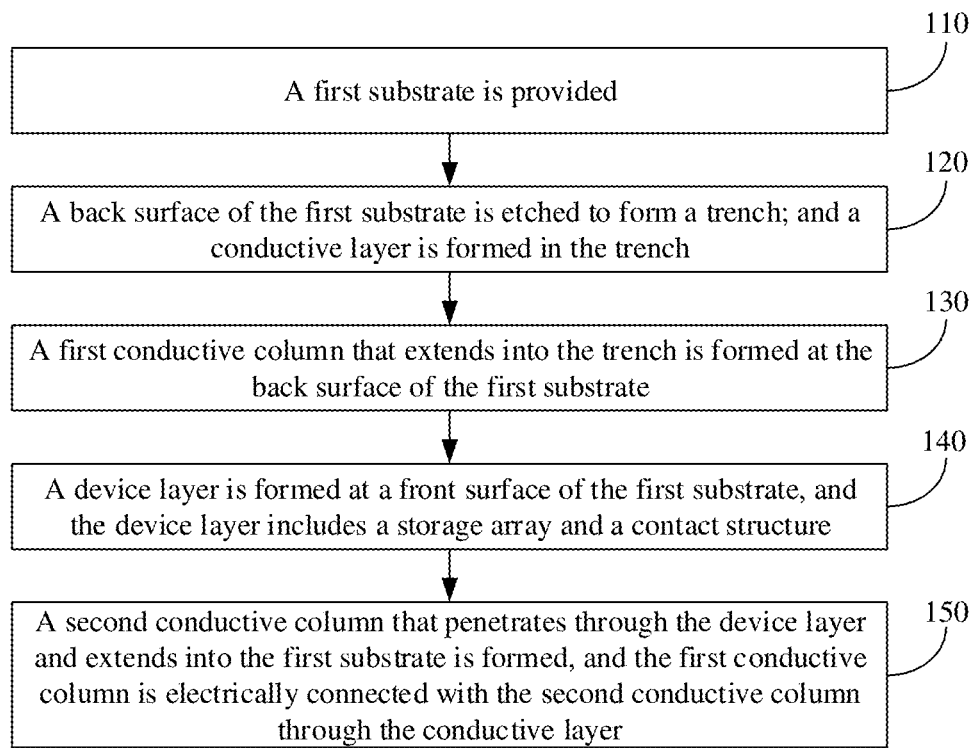 110
A first substrate is provided
120
A back surface of the first substrate is etched to form a trench; and a
conductive layer is formed in the trench
130
A first conductive column that extends into the trench is formed at the
back surface of the first substrate
140
A device layer is formed at a front surface of the first substrate, and
the device layer includes a storage array and a contact structure
150
A second conductive column that penetrates through the device layer
and extends into the first substrate is formed, and the first conductive
column is electrically connected with the second conductive column
through the conductive layer